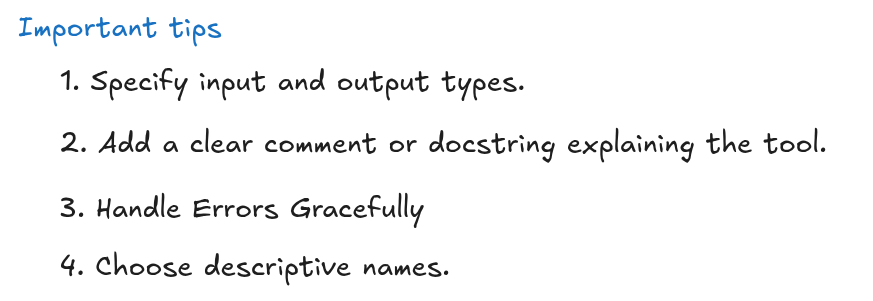 Important tips
1. Specify input and output types.
2. Add a clear comment or docstring explaining the tool.
3. Handle Errors Gracefully
4. Choose descriptive names.